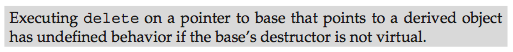 Executing delete on a pointer to base that points to a derived object
has undefined behavior if the base’s destructor is not virtual.